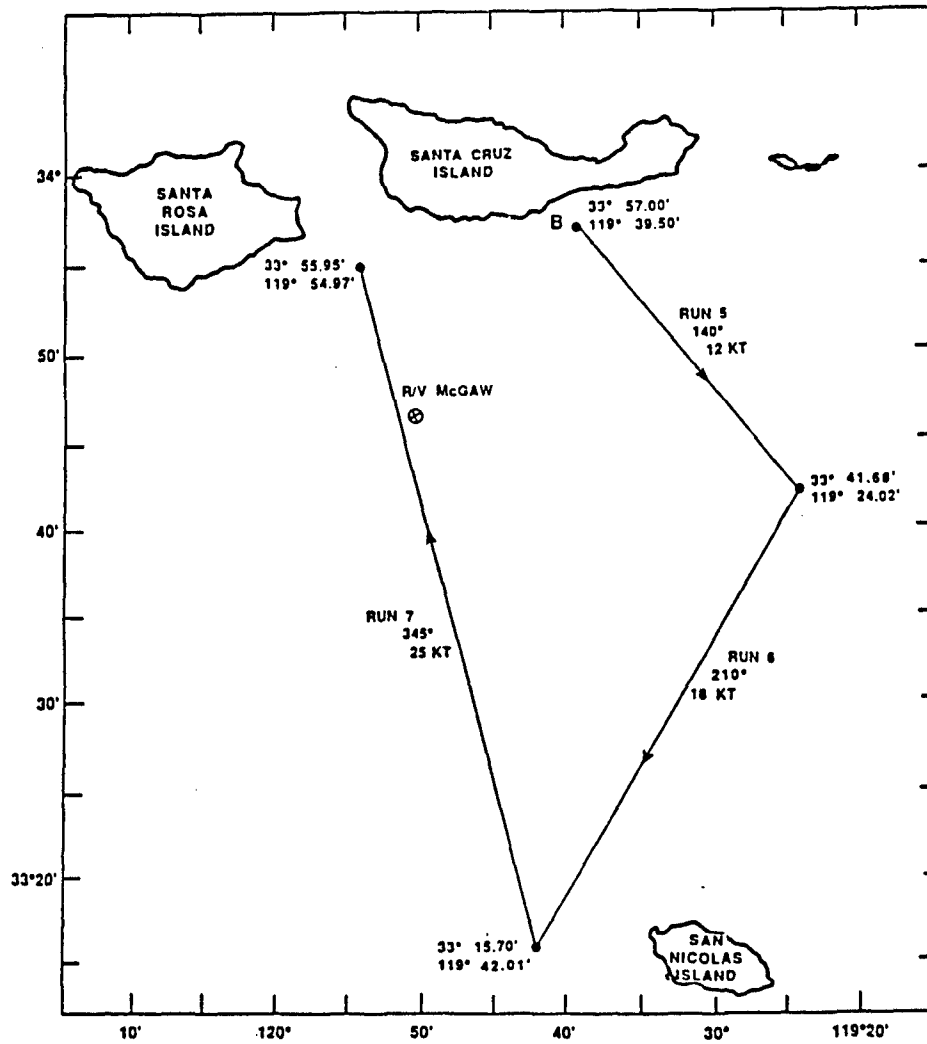 SANTA CRUZ
ISLAND
34°
SANTA
ROSA
ISLAND
33° 57.00'
B
119° 39.50'
33° 55.95'
119° 54.97'
RUN 5
140°
12 KT
50'
R/V McGAW
33° 41.68'
119° 24.02'
40'
RUN 7
345°
25 KT
RUN 6
210°
18 KT
30'
33°20'
33° 15.70'
119° 42.01'
SAN
NICOLAS
ISLAND
10'
120°
50'
40'
30'
119°20'